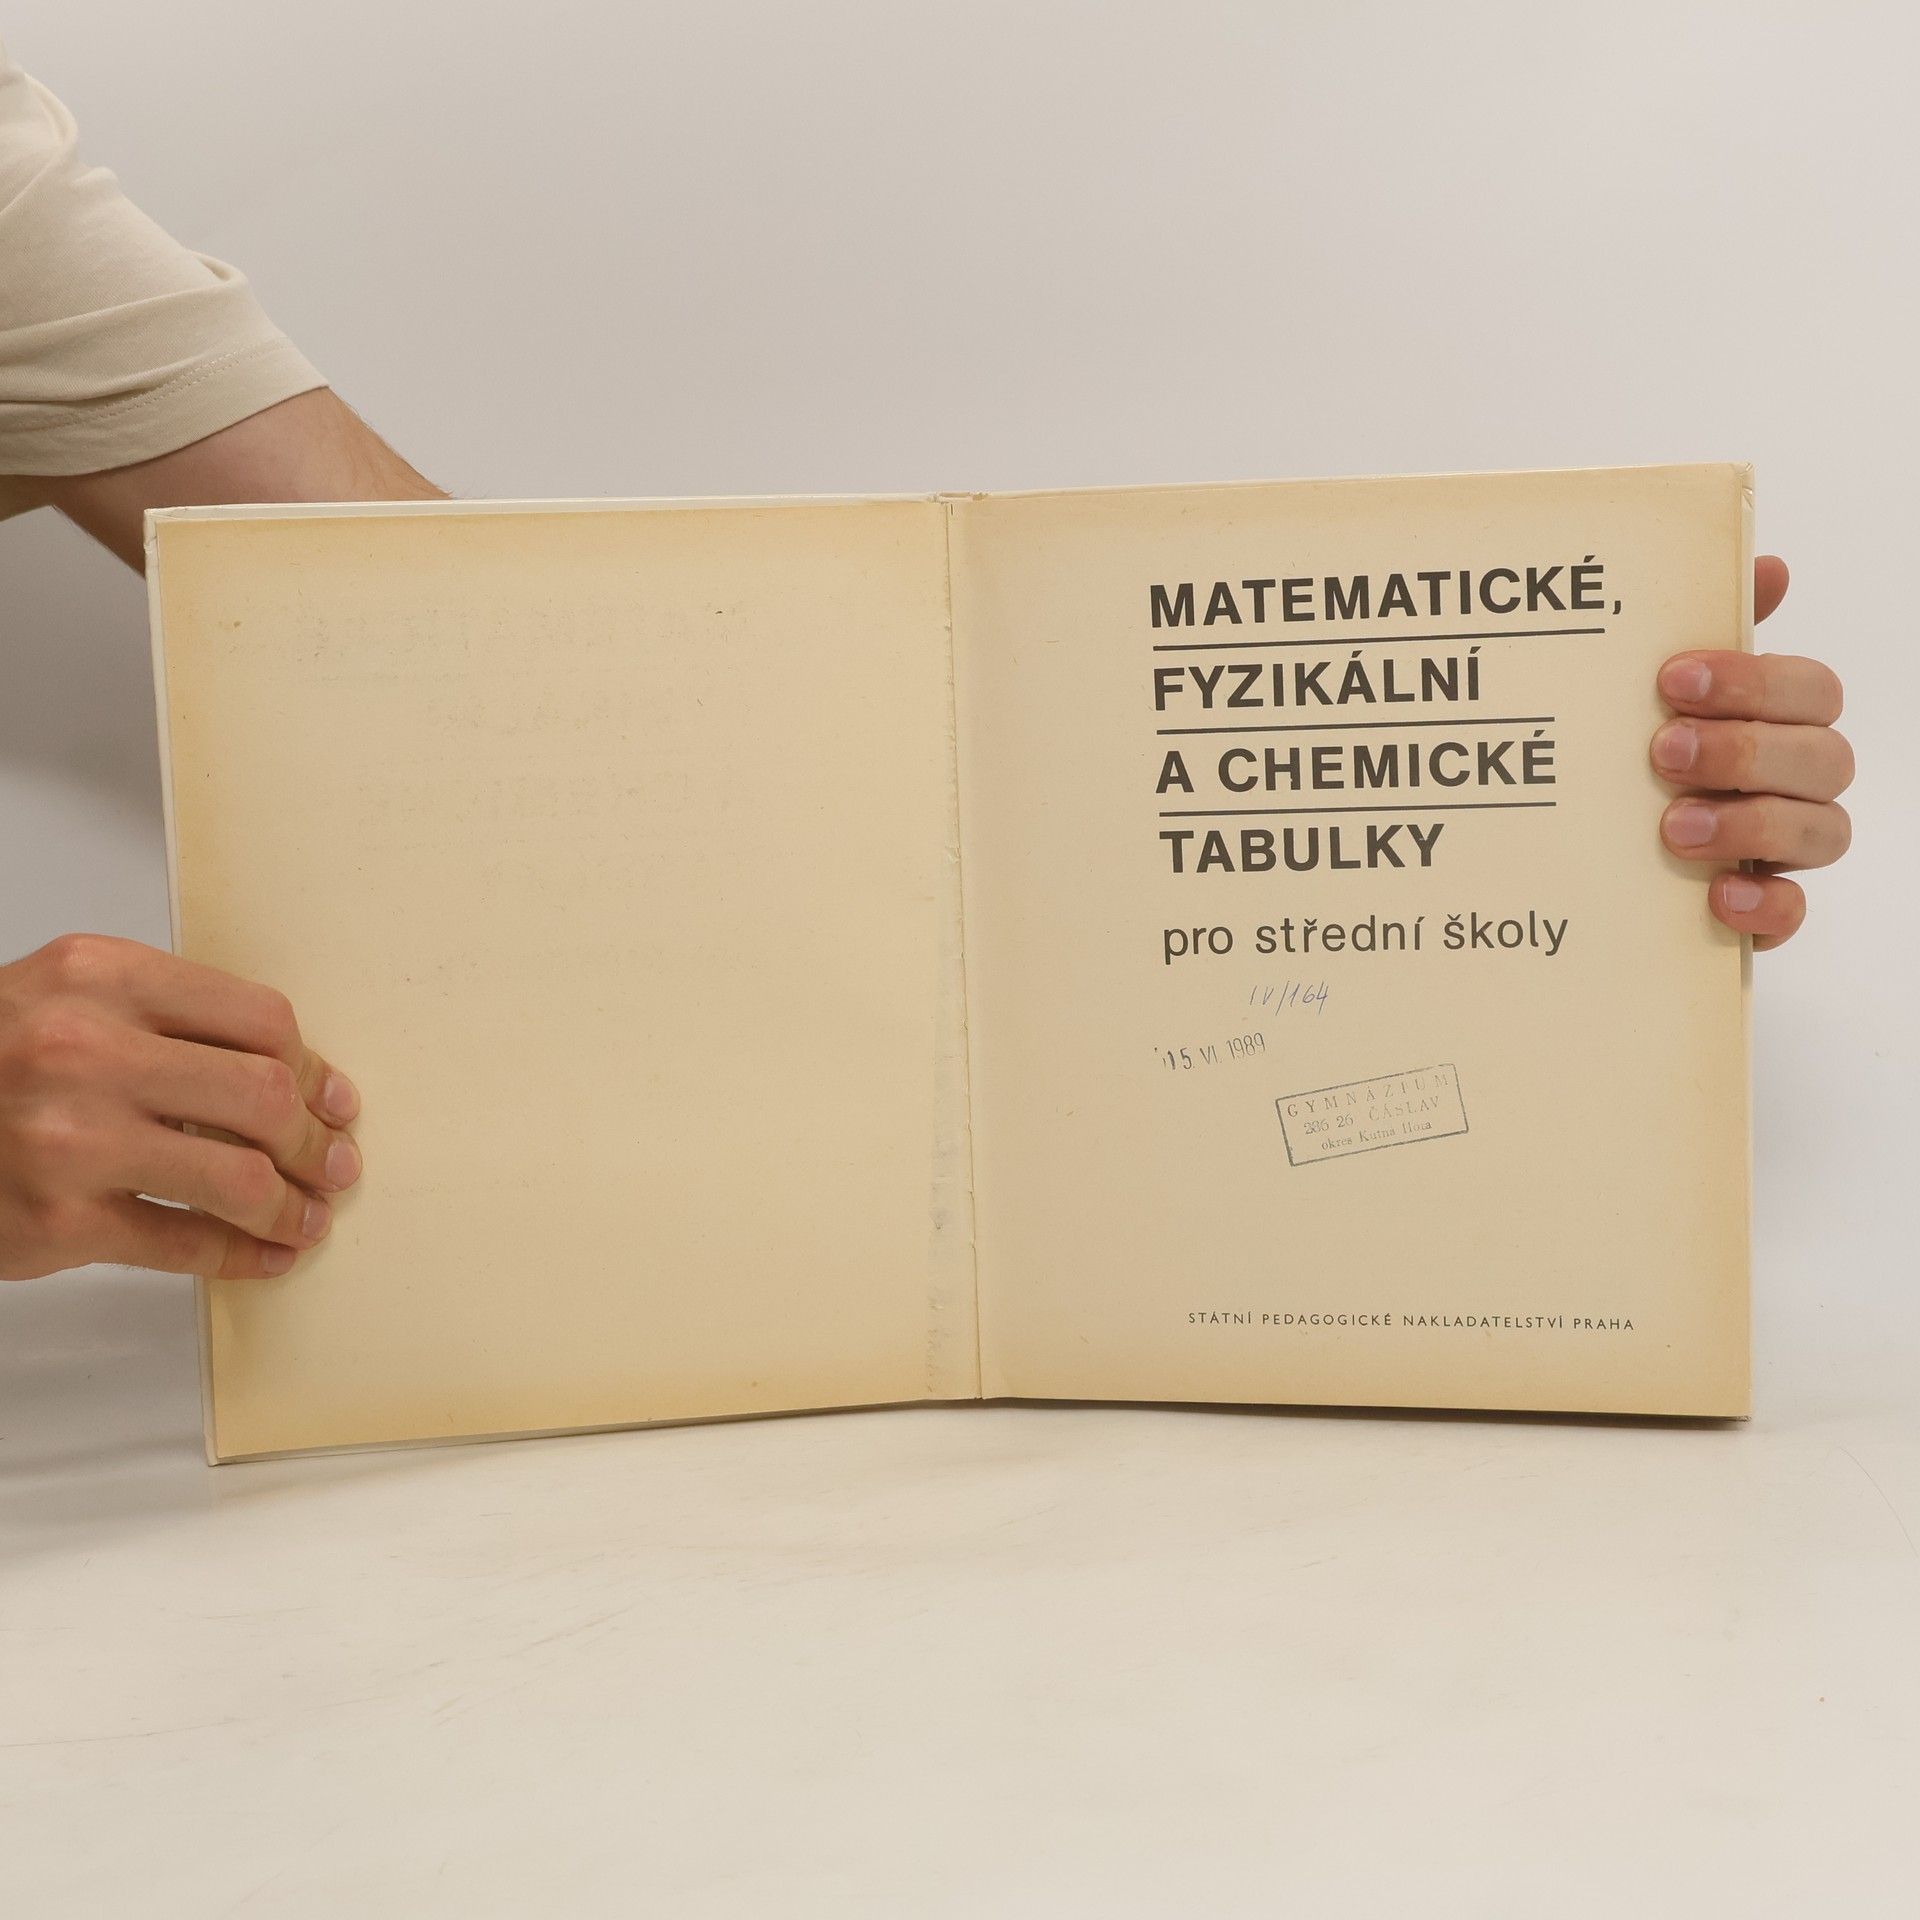 MATEMATICKÉ,
FYZIKÁLNÍ
A CHEMICKÉ
TABULKY
pro střední školy
IV/164
15. VI. 1989
GYMNÁZIUM
286 26 ČÁSLAV
okres Kutná Hora
STÁTNÍ PEDAGOGICKÉ NAKLADATELSTVÍ PRAHA